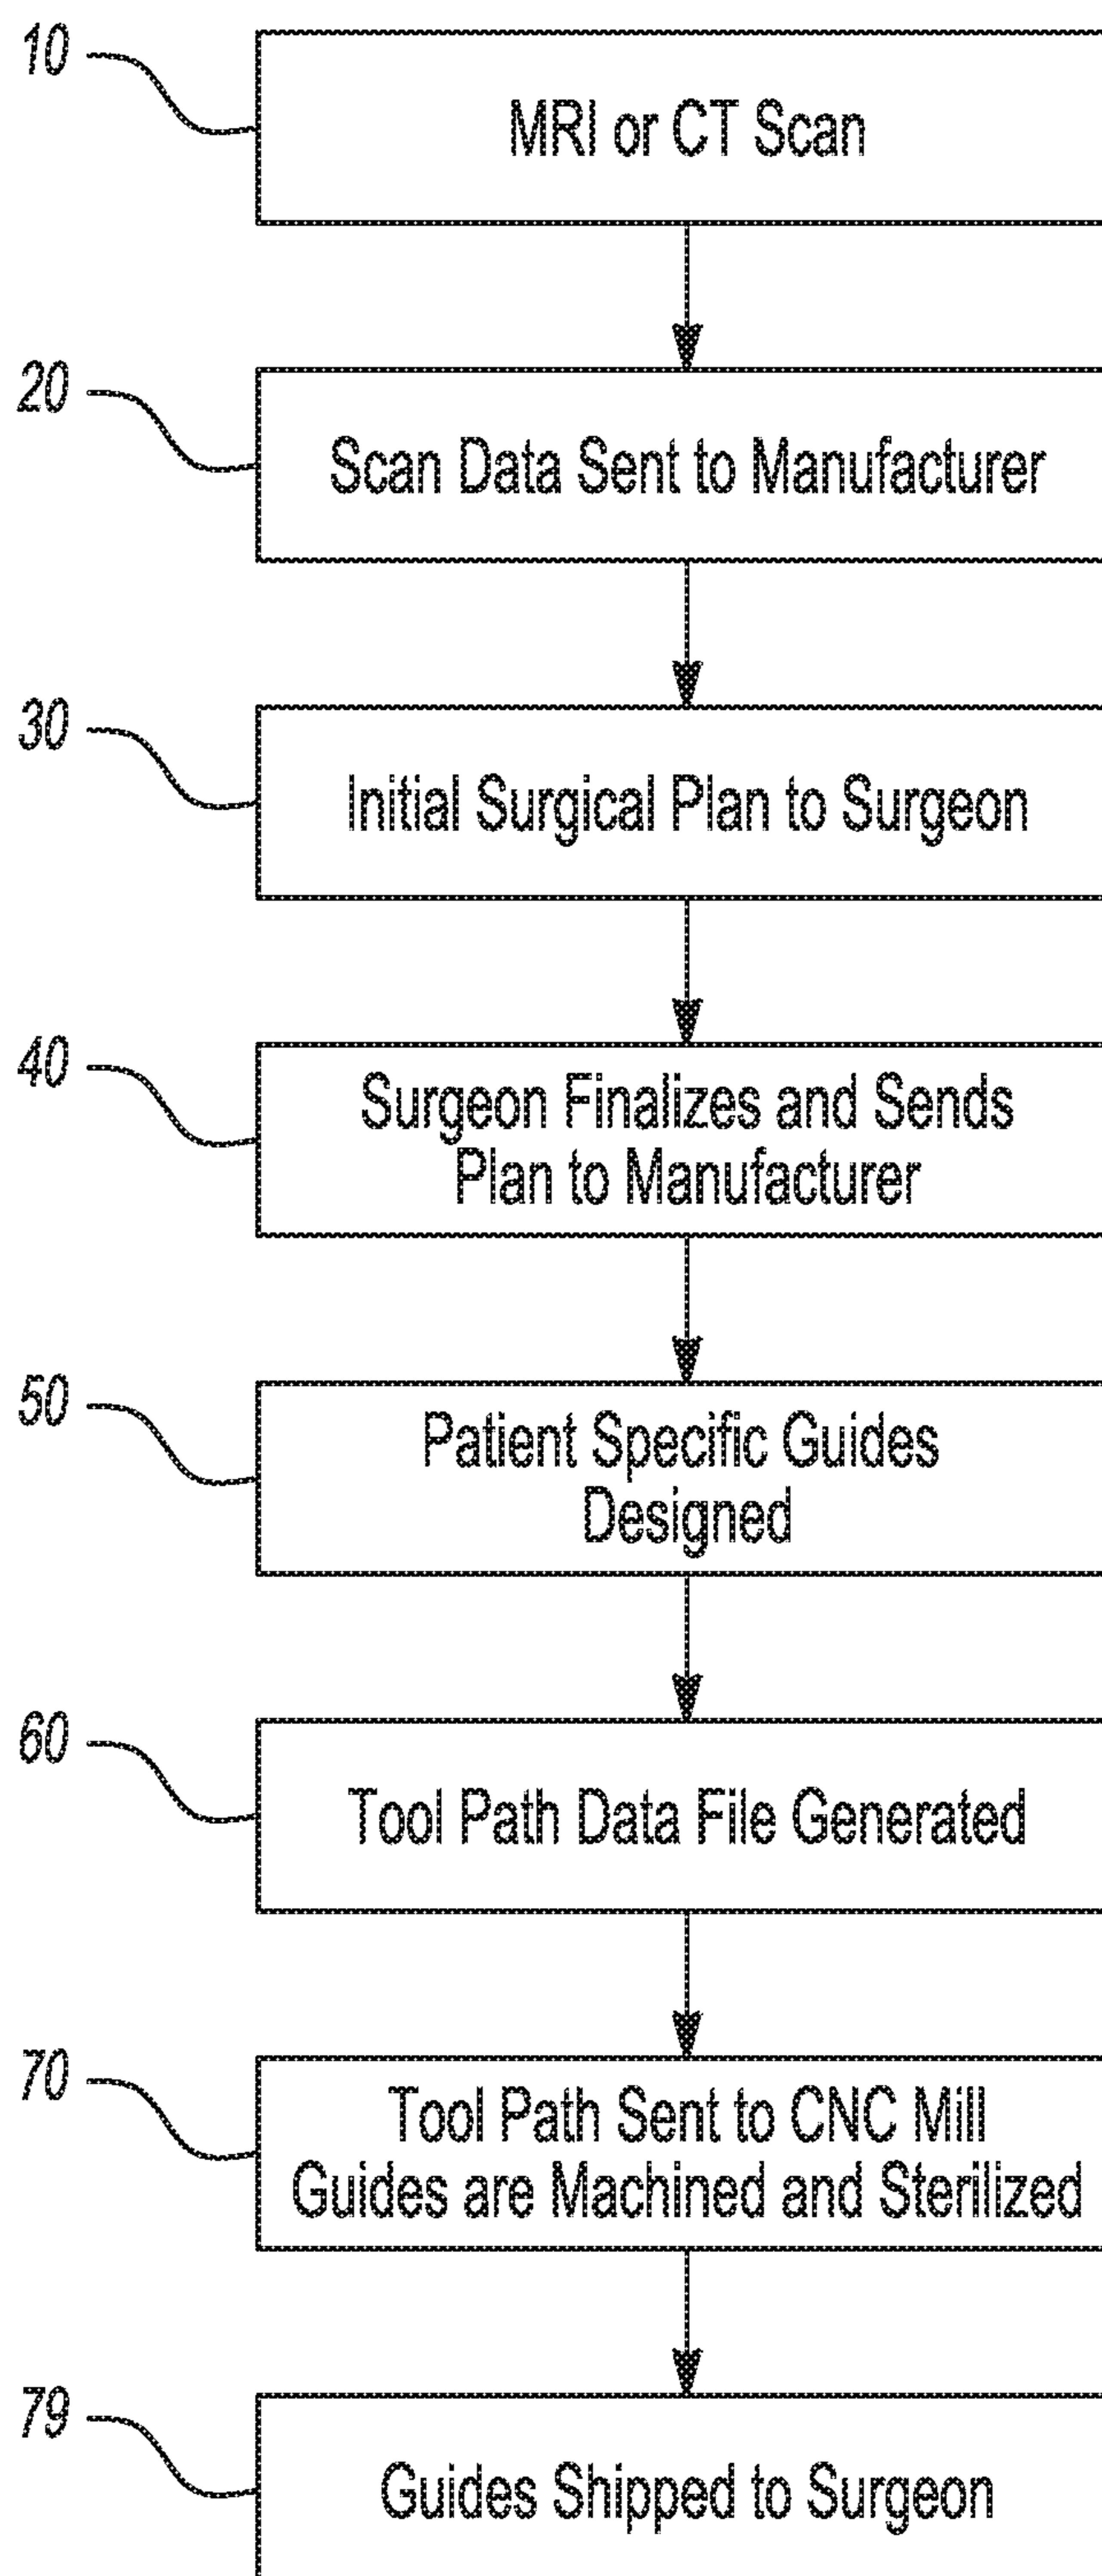 10
MRI or CT Scan
20
Scan Data Sent to Manufacturer
30
Initial Surgical Plan to Surgeon
40
Surgeon Finalizes and Sends
Plan to Manufacturer
50
Patient Specific Guides
Designed
60
Tool Path Data File Generated
70
Tool Path Sent to CNC Mill
Guides are Machined and Sterilized
79
Guides Shipped to Surgeon